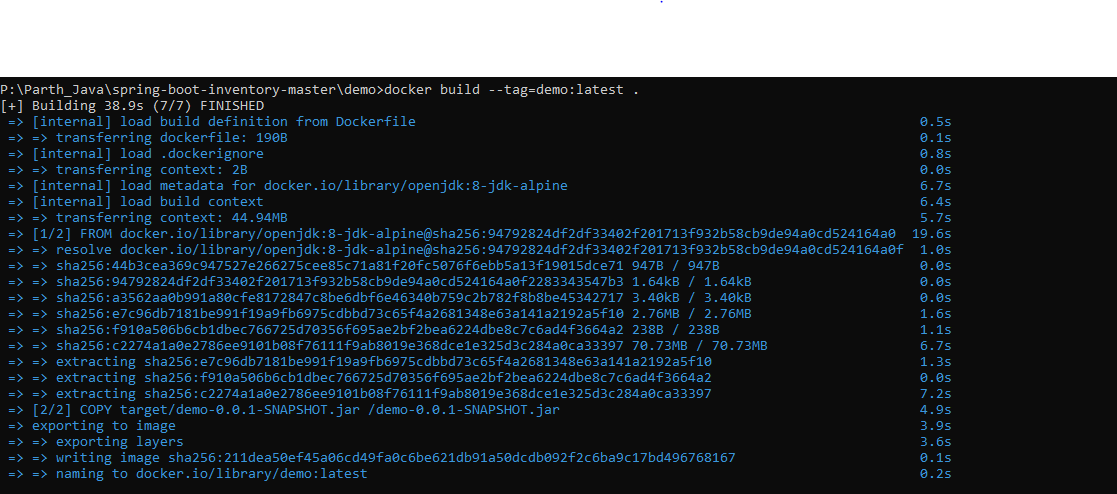 P:\Parth_Java\spring-boot-inventory-master\demo>docker build --tag=demo:latest .
[+] Building 38.9s (7/7) FINISHED
=> [internal] load build definition from Dockerfile 0.5s
=> => transferring dockerfile: 190B 0.1s
=> [internal] load .dockerignore 0.8s
=> => transferring context: 2B 0.0s
=> [internal] load metadata for docker.io/library/openjdk:8-jdk-alpine 6.7s
=> [internal] load build context 6.4s
=> => transferring context: 44.94MB 5.7s
=> [1/2] FROM docker.io/library/openjdk:8-jdk-alpine@sha256:94792824df2df33402f201713f932b58cb9de94a0cd524164a0 19.6s
=> => resolve docker.io/library/openjdk:8-jdk-alpine@sha256:94792824df2df33402f201713f932b58cb9de94a0cd524164a0f 1.0s
=> => sha256:44b3cea369c947527e266275cee85c71a81f20fc5076f6ebb5a13f19015dce71 947B / 947B 0.0s
=> => sha256:94792824df2df33402f201713f932b58cb9de94a0cd524164a0f2283343547b3 1.64kB / 1.64kB 0.0s
=> => sha256:a3562aa0b991a80cfe8172847c8be6dbf6e46340b759c2b782f8b8be45342717 3.40kB / 3.40kB 0.0s
=> => sha256:e7c96db7181be991f19a9fb6975cdbbd73c65f4a2681348e63a141a2192a5f10 2.76MB / 2.76MB 1.6s
=> => sha256:f910a506b6cb1dbec766725d70356f695ae2bf2bea6224dbe8c7c6ad4f3664a2 238B / 238B 1.1s
=> => sha256:c2274a1a0e2786ee9101b08f76111f9ab8019e368dce1e325d3c284a0ca33397 70.73MB / 70.73MB 6.7s
=> => extracting sha256:e7c96db7181be991f19a9fb6975cdbbd73c65f4a2681348e63a141a2192a5f10 1.3s
=> => extracting sha256:f910a506b6cb1dbec766725d70356f695ae2bf2bea6224dbe8c7c6ad4f3664a2 0.0s
=> => extracting sha256:c2274a1a0e2786ee9101b08f76111f9ab8019e368dce1e325d3c284a0ca33397 7.2s
=> [2/2] COPY target/demo-0.0.1-SNAPSHOT.jar /demo-0.0.1-SNAPSHOT.jar 4.9s
=> exporting to image 3.9s
=> => exporting layers 3.6s
=> => writing image sha256:211dea50ef45a06cd49fa0c6be621db91a50dcdb092f2c6ba9c17bd496768167 0.1s
=> => naming to docker.io/library/demo:latest 0.2s